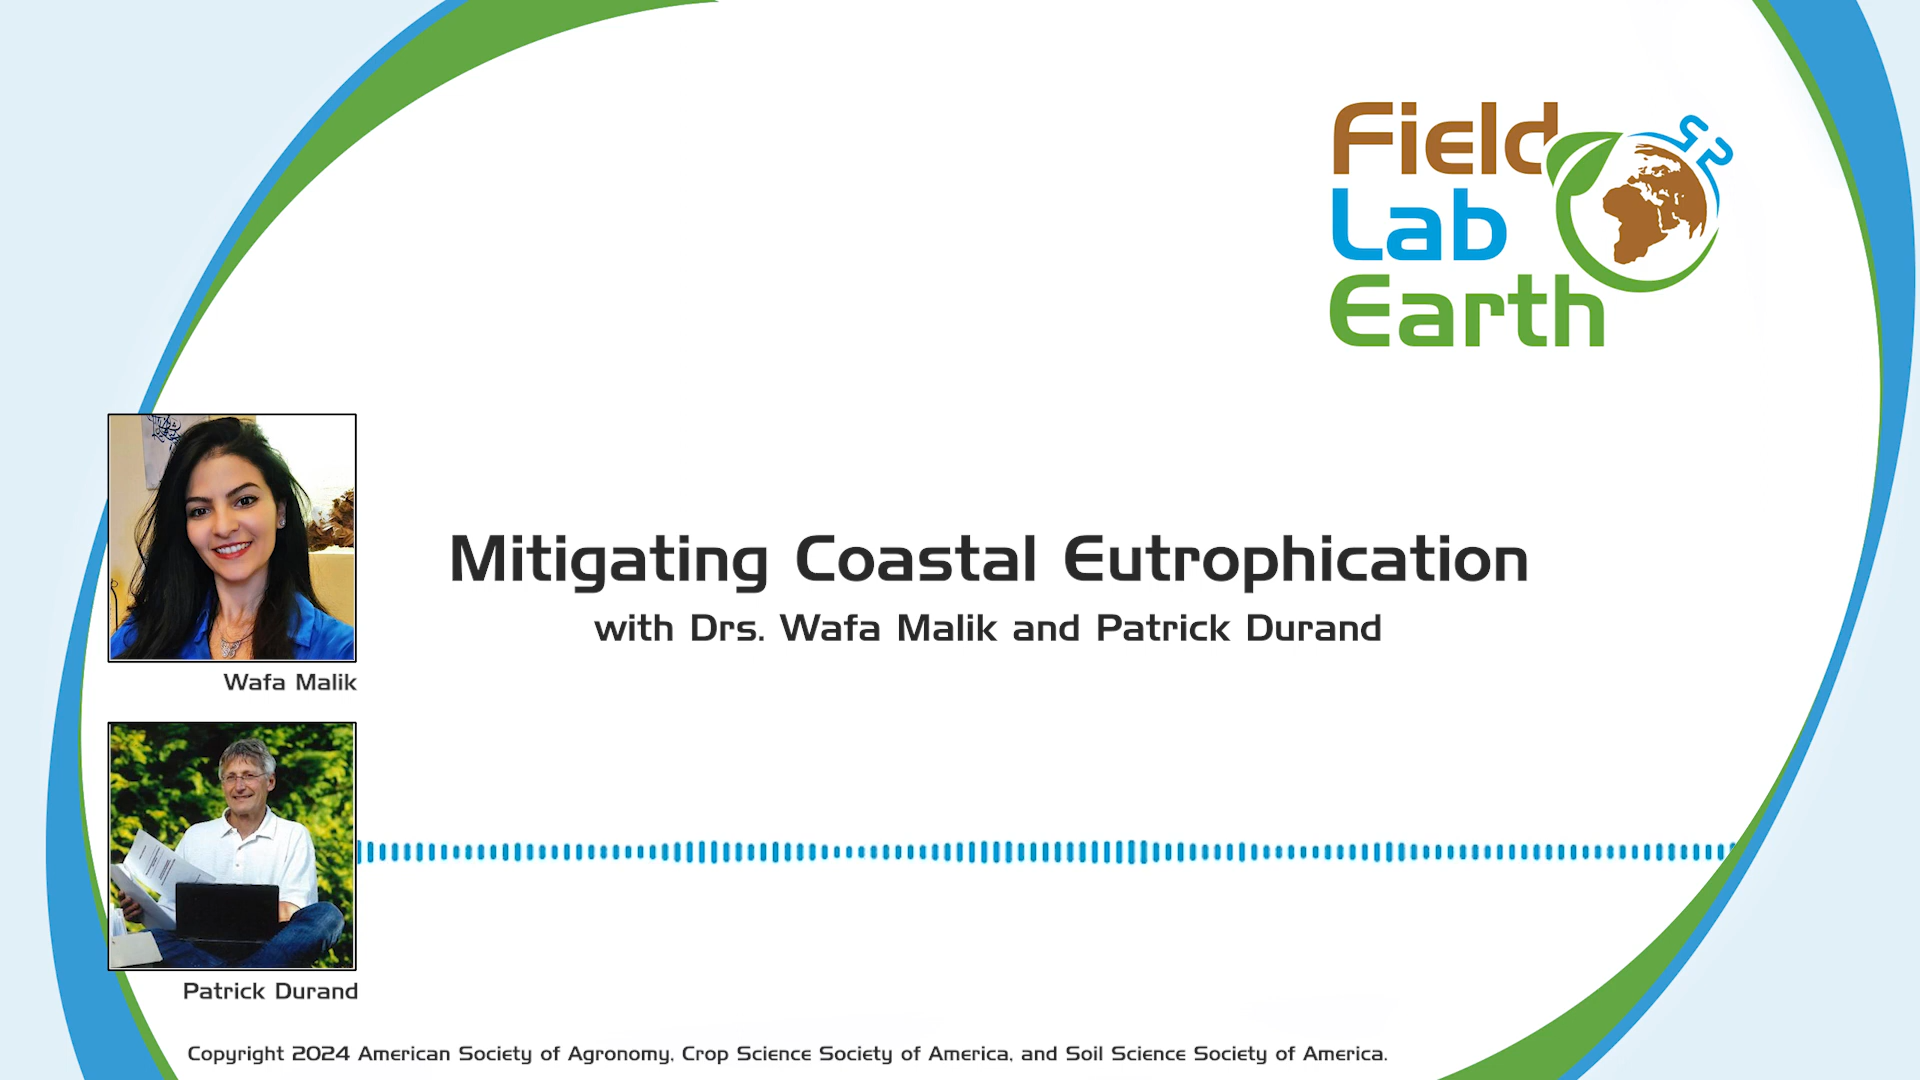 Field
Lab
Earth
Mitigating Coastal Eutrophication
with Drs. Wafa Malik and Patrick Durand
Wafa Malik
Patrick Durand
Copyright 2024 American Society of Agronomy, Crop Science Society of America, and Soil Science Society of America.